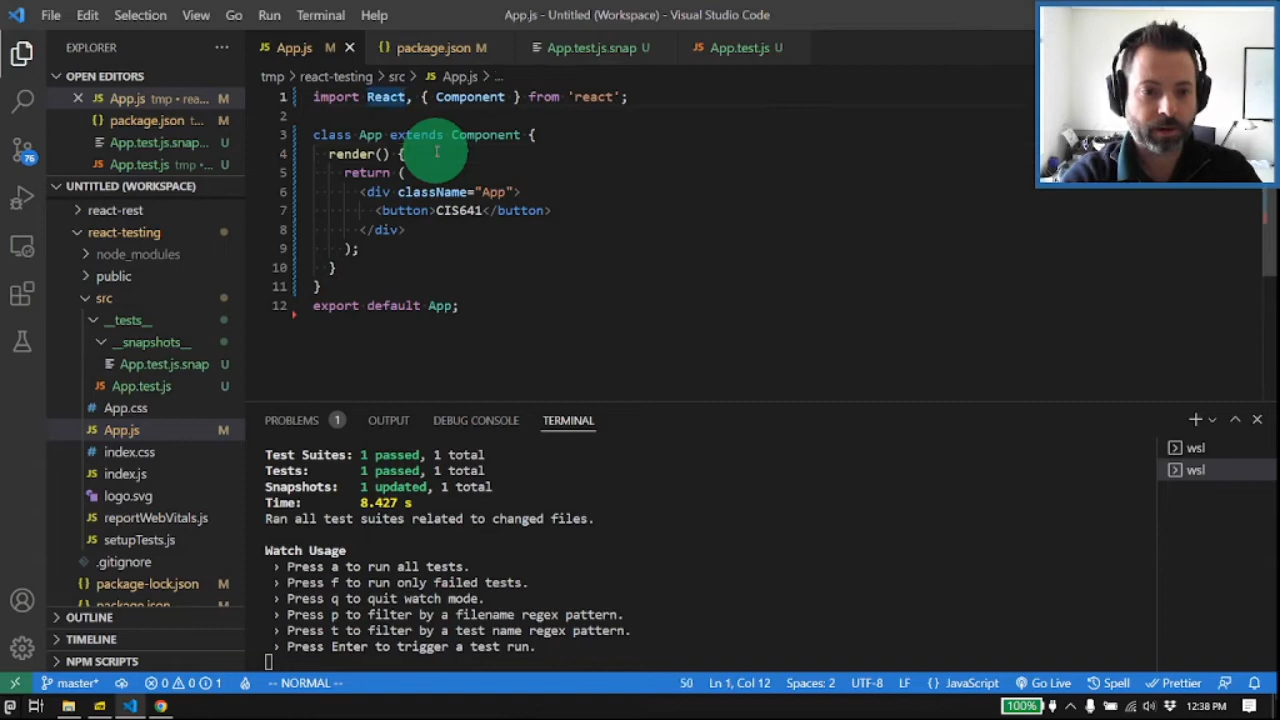 File Edit Selection View Go Run Terminal Help App.js - Untitled (Workspace) - Visual Studio Code
EXPLORER ...
OPEN EDITORS
App.js tmp • rea... M
package.json t... M
App.test.js.snap... U
App.test.js tmp • ... U
UNTITLED (WORKSPACE)
react-rest
react-testing
node_modules
public
src
__tests__
__snapshots__
App.test.js.snap U
App.test.js U
App.css
App.js M
index.css
index.js
logo.svg
reportWebVitals.js
setupTests.js
.gitignore
package-lock.json M
package.json M
OUTLINE
TIMELINE
NPM SCRIPTS
76
App.js M package.json M App.test.js.snap U App.test.js U
tmp > react-testing > src > App.js > ...
1 import React, { Component } from 'react';
2
3 class App extends Component {
4 render() {
5 return (
6 <div className="App">
7 <button>CIS641</button>
8 </div>
9 );
10 }
11 }
12 export default App;
PROBLEMS 1 OUTPUT DEBUG CONSOLE TERMINAL
wsl
wsl
Test Suites: 1 passed, 1 total
Tests: 1 passed, 1 total
Snapshots: 1 updated, 1 total
Time: 8.427 s
Ran all test suites related to changed files.
Watch Usage
› Press a to run all tests.
› Press f to run only failed tests.
› Press q to quit watch mode.
› Press p to filter by a filename regex pattern.
› Press t to filter by a test name regex pattern.
› Press Enter to trigger a test run.
master* 0 0 1 -- NORMAL -- 50 Ln 1, Col 12 Spaces: 2 UTF-8 LF {} JavaScript Go Live Spell Prettier
100% 12:38 PM